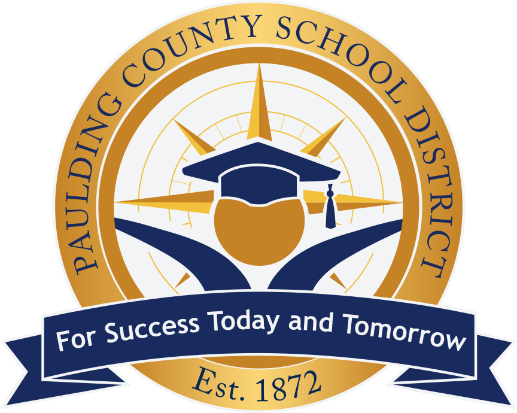 PAULDING COUNTY SCHOOL DISTRICT
For Success Today and Tomorrow
Est. 1872